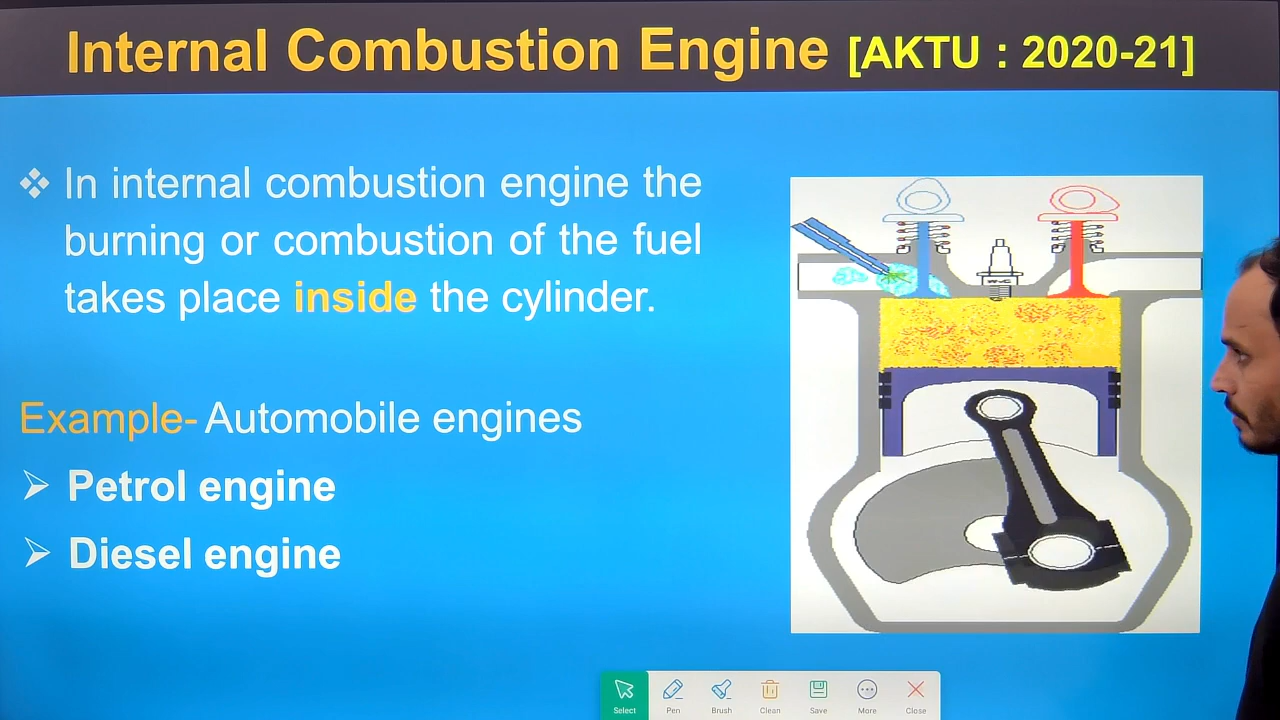 Internal Combustion Engine [AKTU : 2020-21]
In internal combustion engine the
burning or combustion of the fuel
takes place inside the cylinder.
Example- Automobile engines
Petrol engine
Diesel engine
Select Pen Brush Clean Save More Close